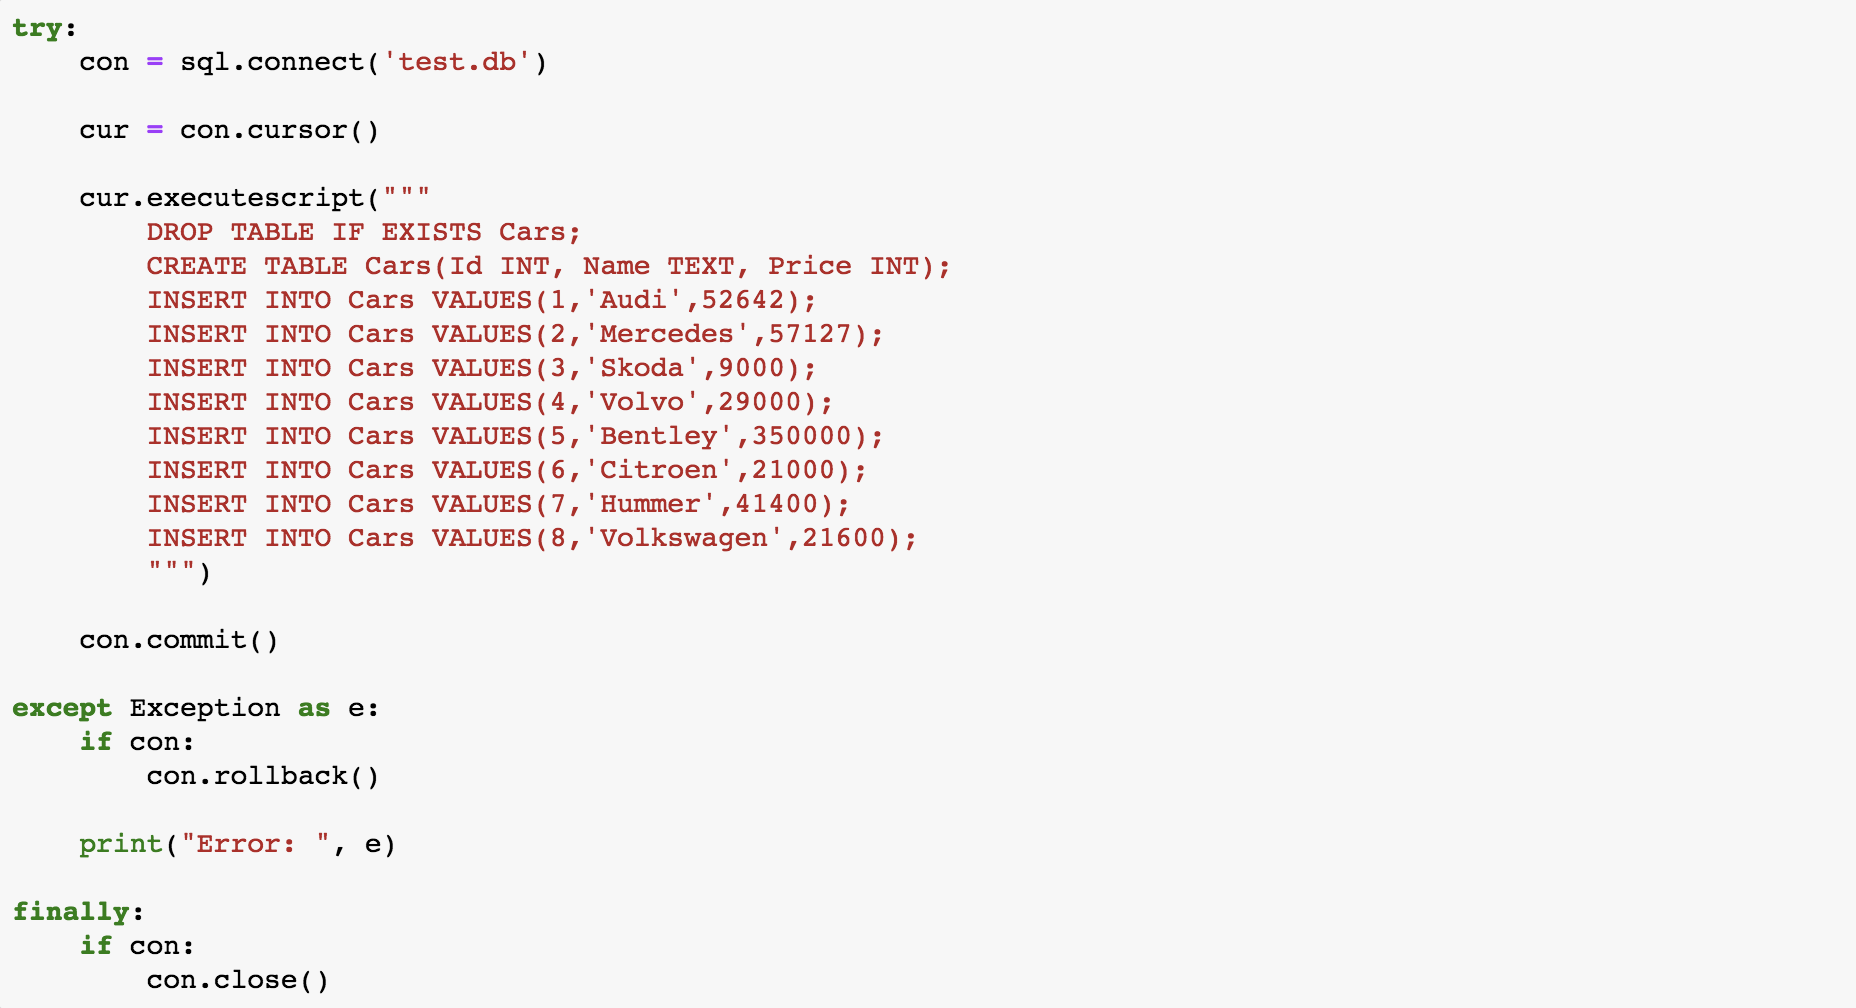 try:
    con = sql.connect('test.db')

    cur = con.cursor()

    cur.executescript("""
        DROP TABLE IF EXISTS Cars;
        CREATE TABLE Cars(Id INT, Name TEXT, Price INT);
        INSERT INTO Cars VALUES(1,'Audi',52642);
        INSERT INTO Cars VALUES(2,'Mercedes',57127);
        INSERT INTO Cars VALUES(3,'Skoda',9000);
        INSERT INTO Cars VALUES(4,'Volvo',29000);
        INSERT INTO Cars VALUES(5,'Bentley',350000);
        INSERT INTO Cars VALUES(6,'Citroen',21000);
        INSERT INTO Cars VALUES(7,'Hummer',41400);
        INSERT INTO Cars VALUES(8,'Volkswagen',21600);
        """)

    con.commit()

except Exception as e:
    if con:
        con.rollback()

    print("Error: ", e)

finally:
    if con:
        con.close()